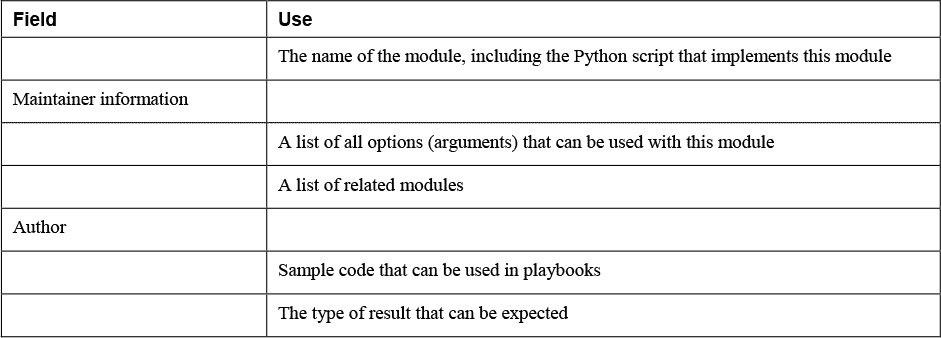 Field Use
The name of the module, including the Python script that implements this module
Maintainer information
A list of all options (arguments) that can be used with this module
A list of related modules
Author
Sample code that can be used in playbooks
The type of result that can be expected